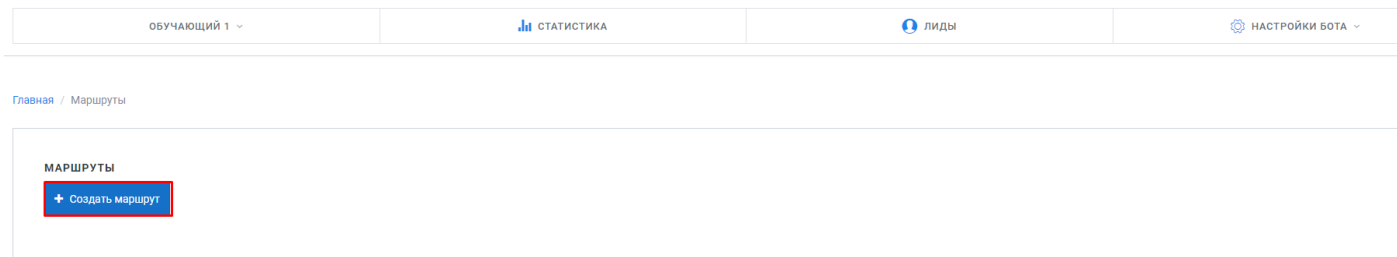 ОБУЧАЮЩИЙ 1 СТАТИСТИКА ЛИДЫ НАСТРОЙКИ БОТА
Главная / Маршруты
МАРШРУТЫ
+ Создать маршрут